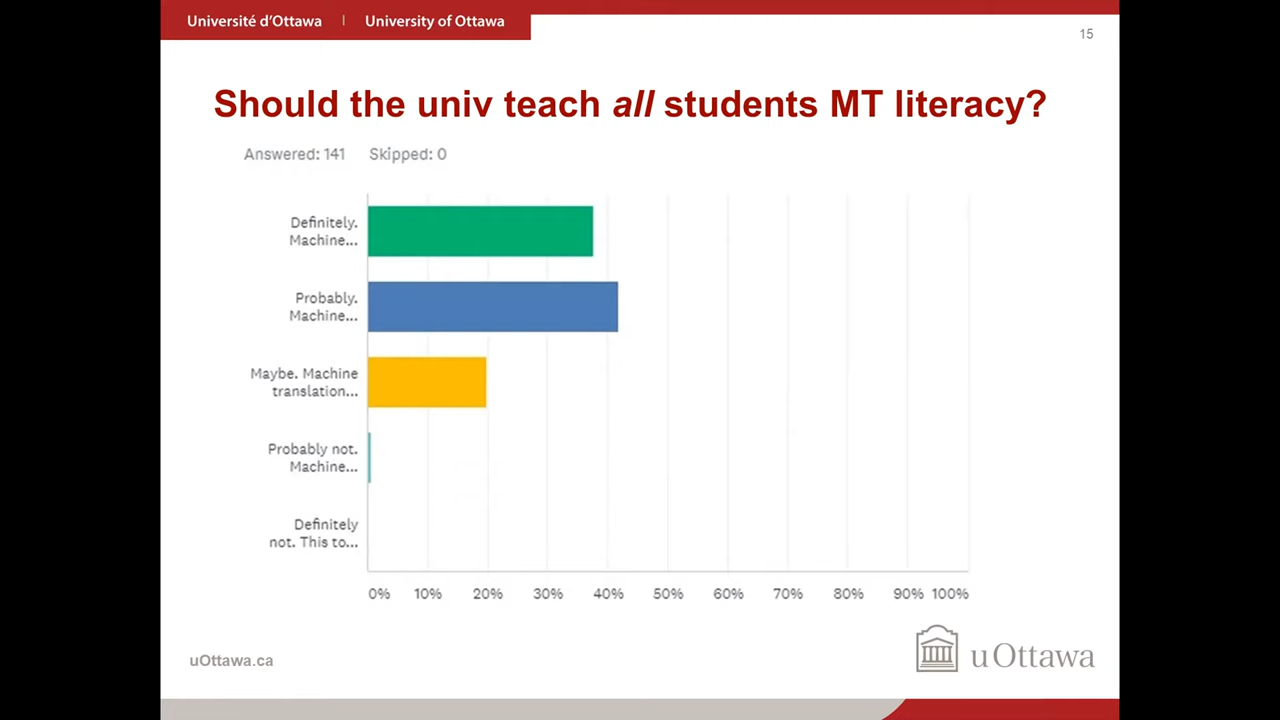 Université d'Ottawa | University of Ottawa
15
Should the univ teach all students MT literacy?
Answered: 141 Skipped: 0
Definitely.
Machine...
Probably.
Machine...
Maybe. Machine
translation...
Probably not.
Machine...
Definitely
not. This to...
0% 10% 20% 30% 40% 50% 60% 70% 80% 90% 100%
uOttawa.ca
uOttawa